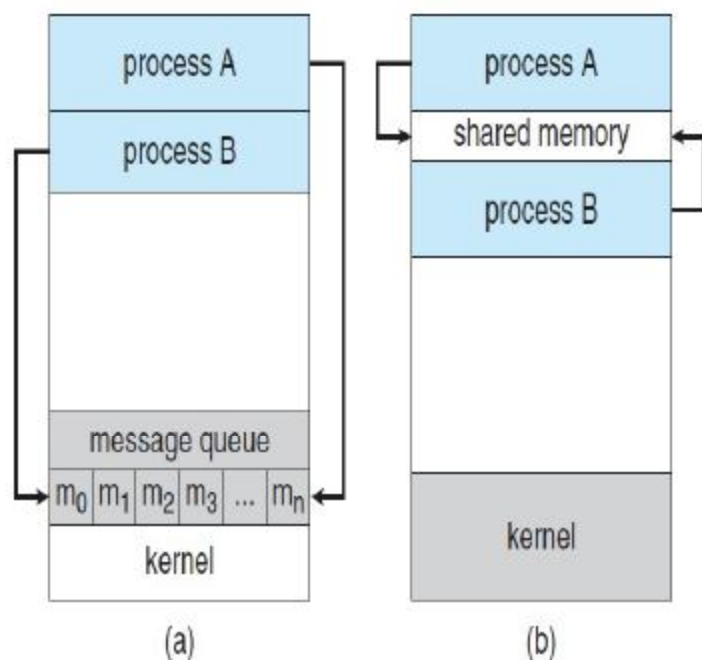 process A
process B
message queue
m0 m1 m2 m3 ... mn
kernel
(a)
process A
shared memory
process B
kernel
(b)